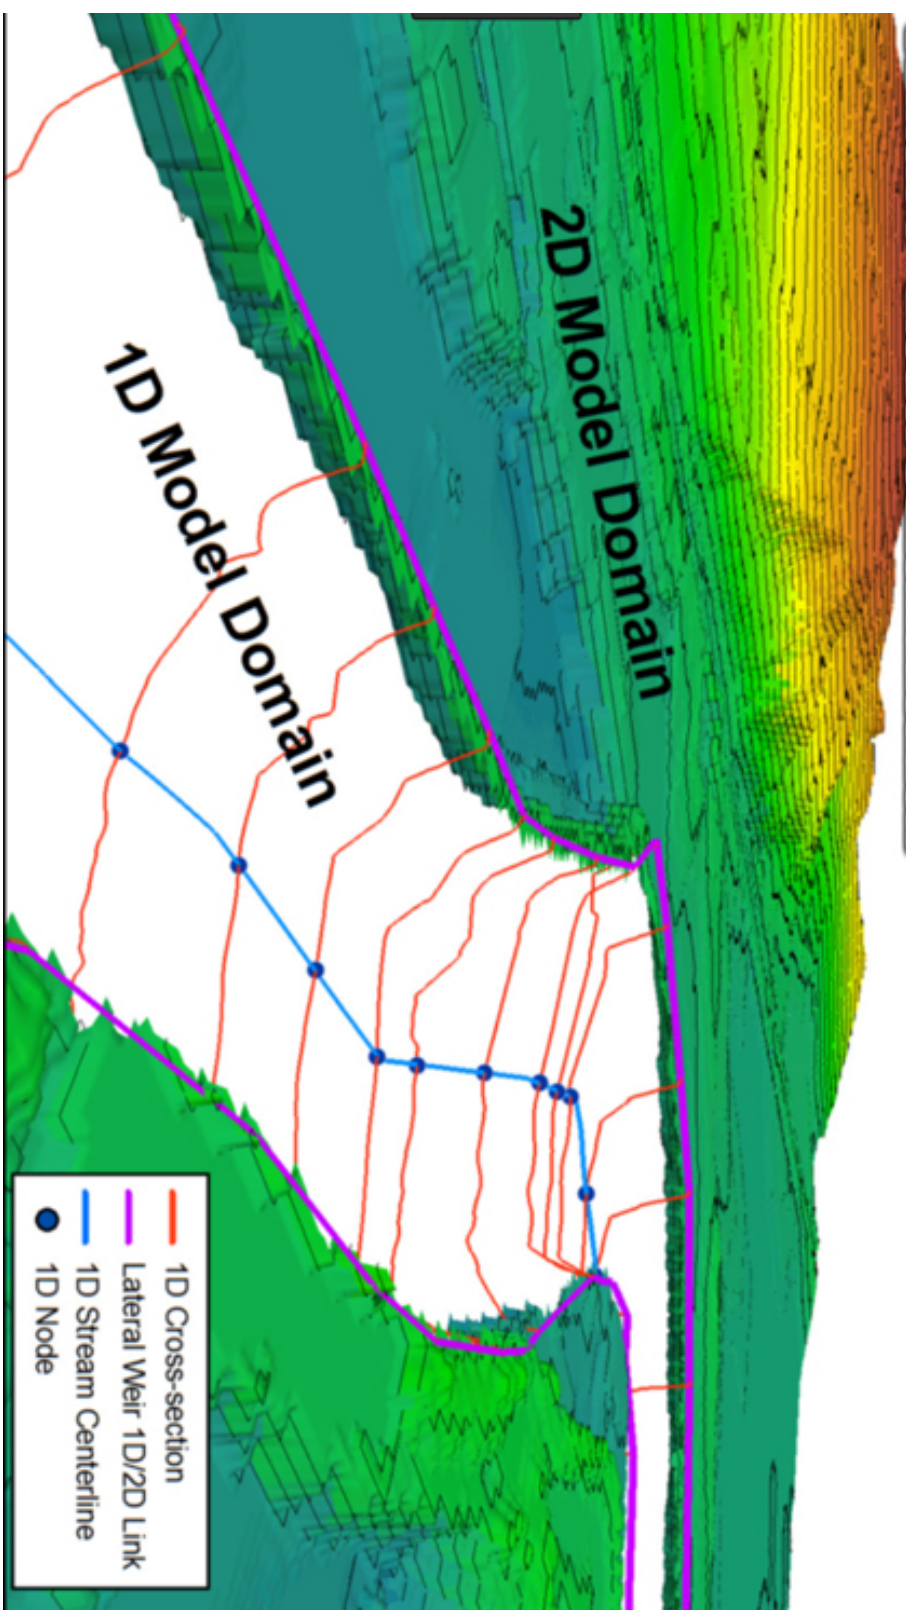 2D Model Domain
1D Model Domain
1D Cross-section
Lateral Weir 1D/2D Link
1D Stream Centerline
1D Node